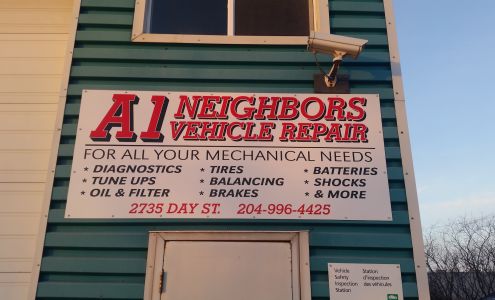 A1 NEIGHBORS
VEHICLE REPAIR
FOR ALL YOUR MECHANICAL NEEDS
* DIAGNOSTICS * TIRES * BATTERIES
* TUNE UPS * BALANCING * SHOCKS
* OIL & FILTER * BRAKES * & MORE
2735 DAY ST. 204-996-4425
Vehicle Station
Safety d'inspection
Inspection des véhicules
Station